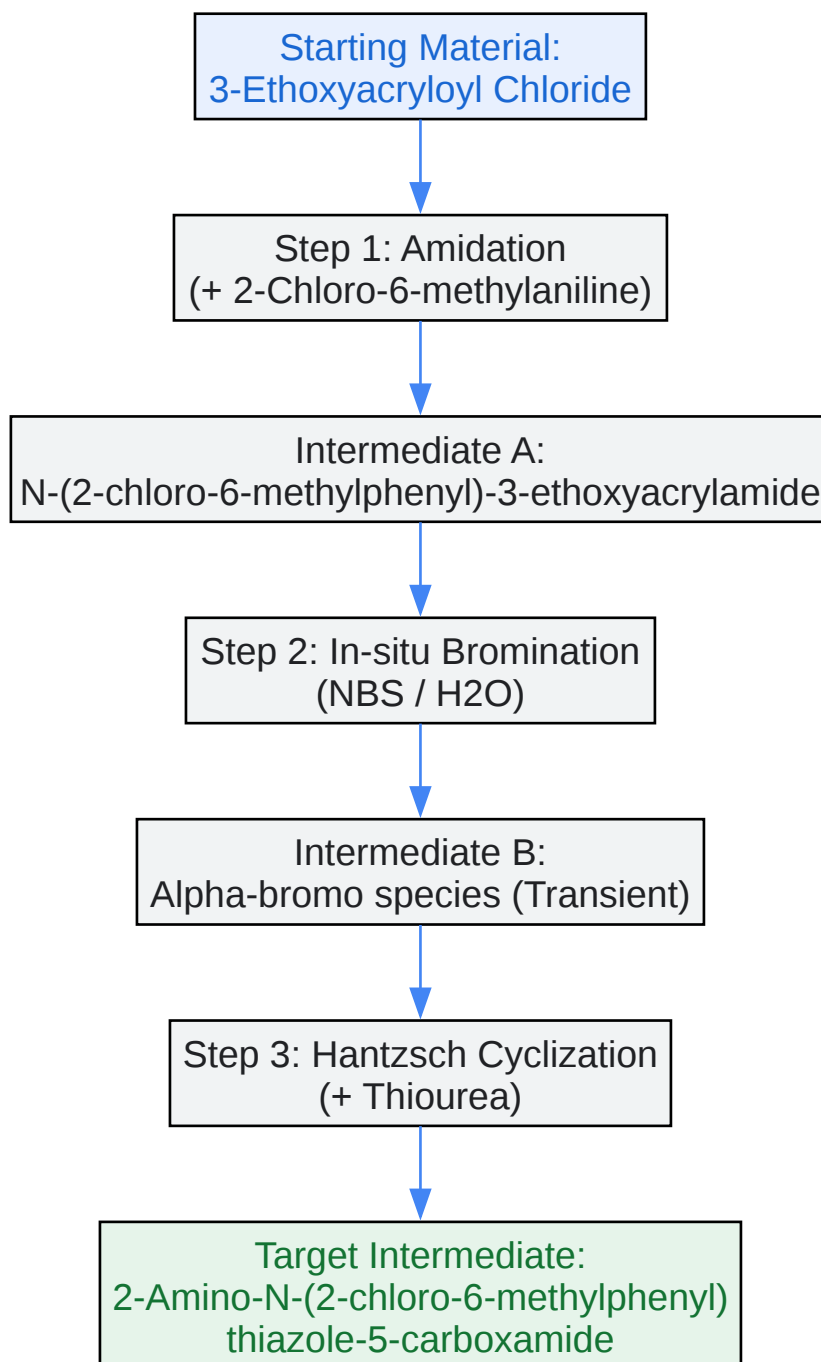 Starting Material:
3-Ethoxyacryloyl Chloride
Step 1: Amidation
(+ 2-Chloro-6-methylaniline)
Intermediate A:
N-(2-chloro-6-methylphenyl)-3-ethoxyacrylamide
Step 2: In-situ Bromination
(NBS / H2O)
Intermediate B:
Alpha-bromo species (Transient)
Step 3: Hantzsch Cyclization
(+ Thiourea)
Target Intermediate:
2-Amino-N-(2-chloro-6-methylphenyl)
thiazole-5-carboxamide